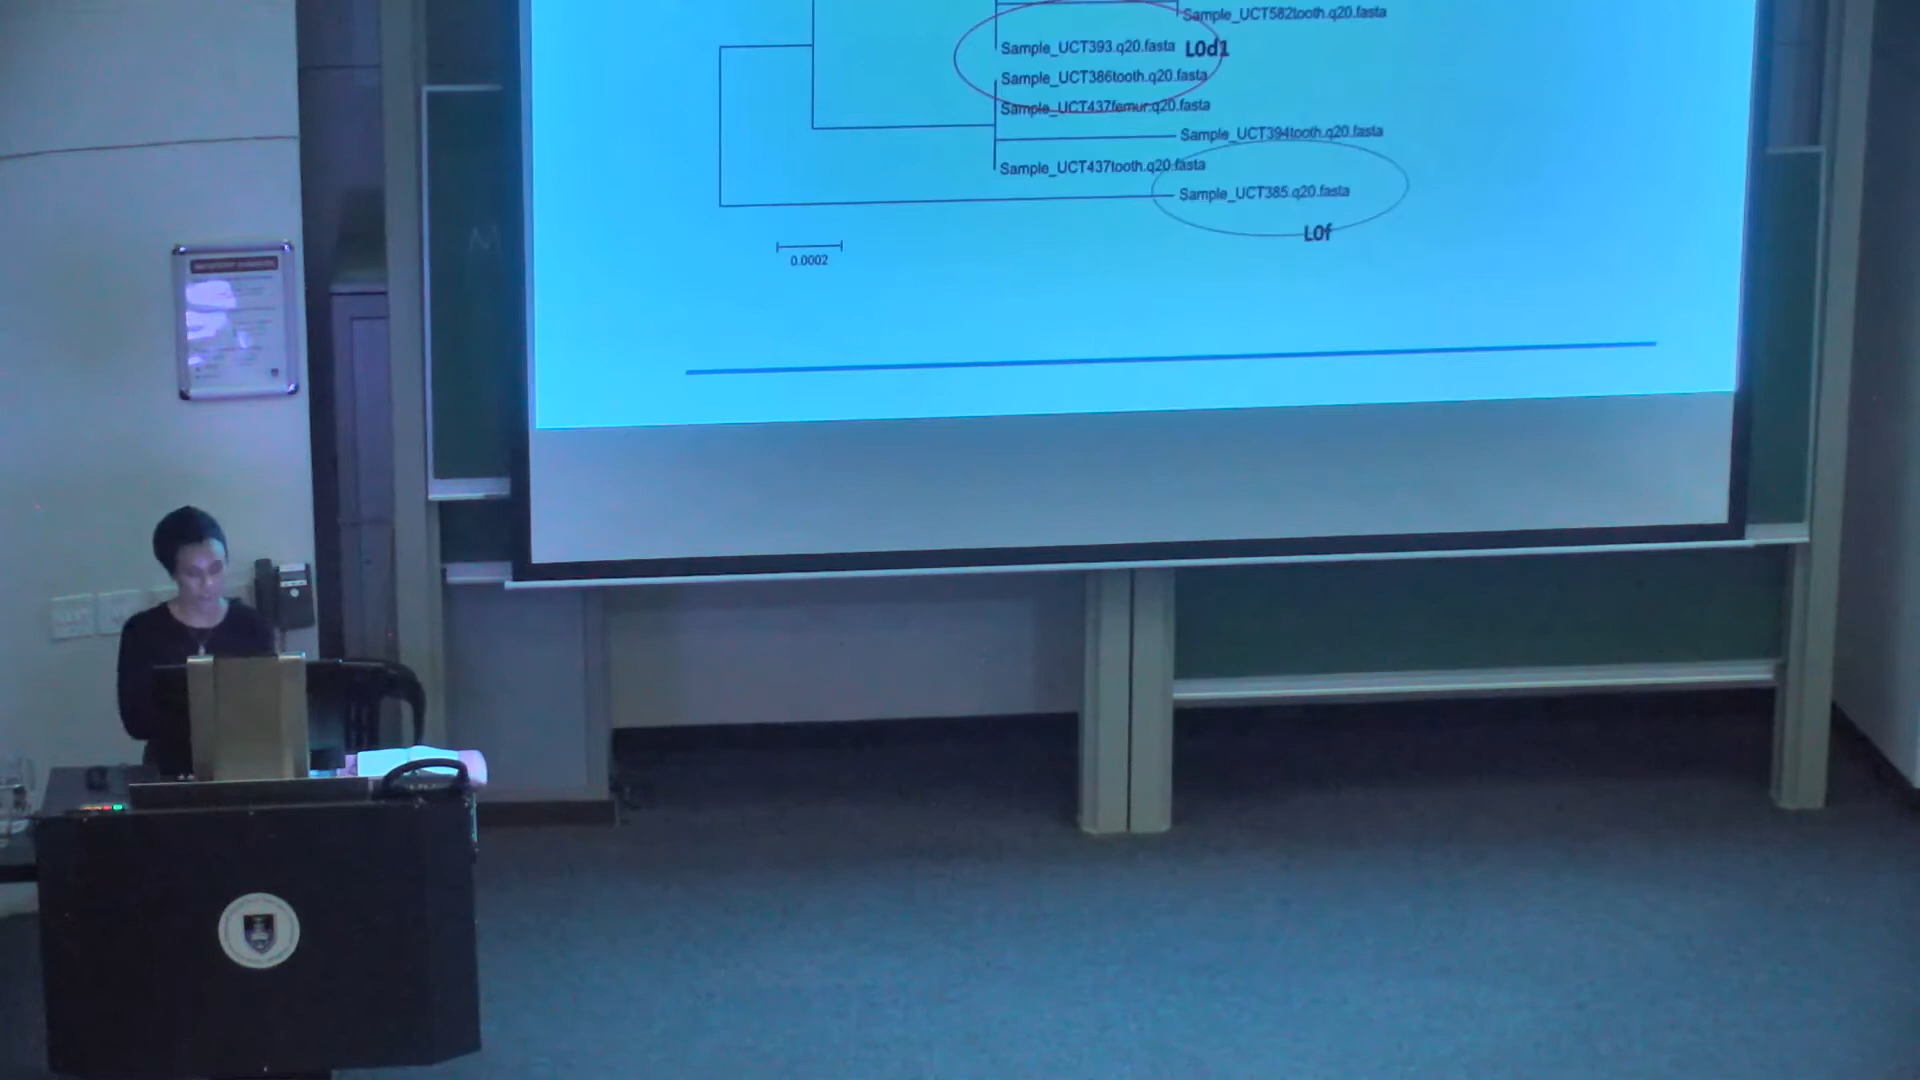 Sample_UCT582tooth.q20.fasta
Sample_UCT393.q20.fasta L0d1
Sample_UCT386tooth.q20.fasta
Sample_UCT437femur.q20.fasta
Sample_UCT394tooth.q20.fasta
Sample_UCT437tooth.q20.fasta
Sample_UCT385.q20.fasta
L0f
0.0002